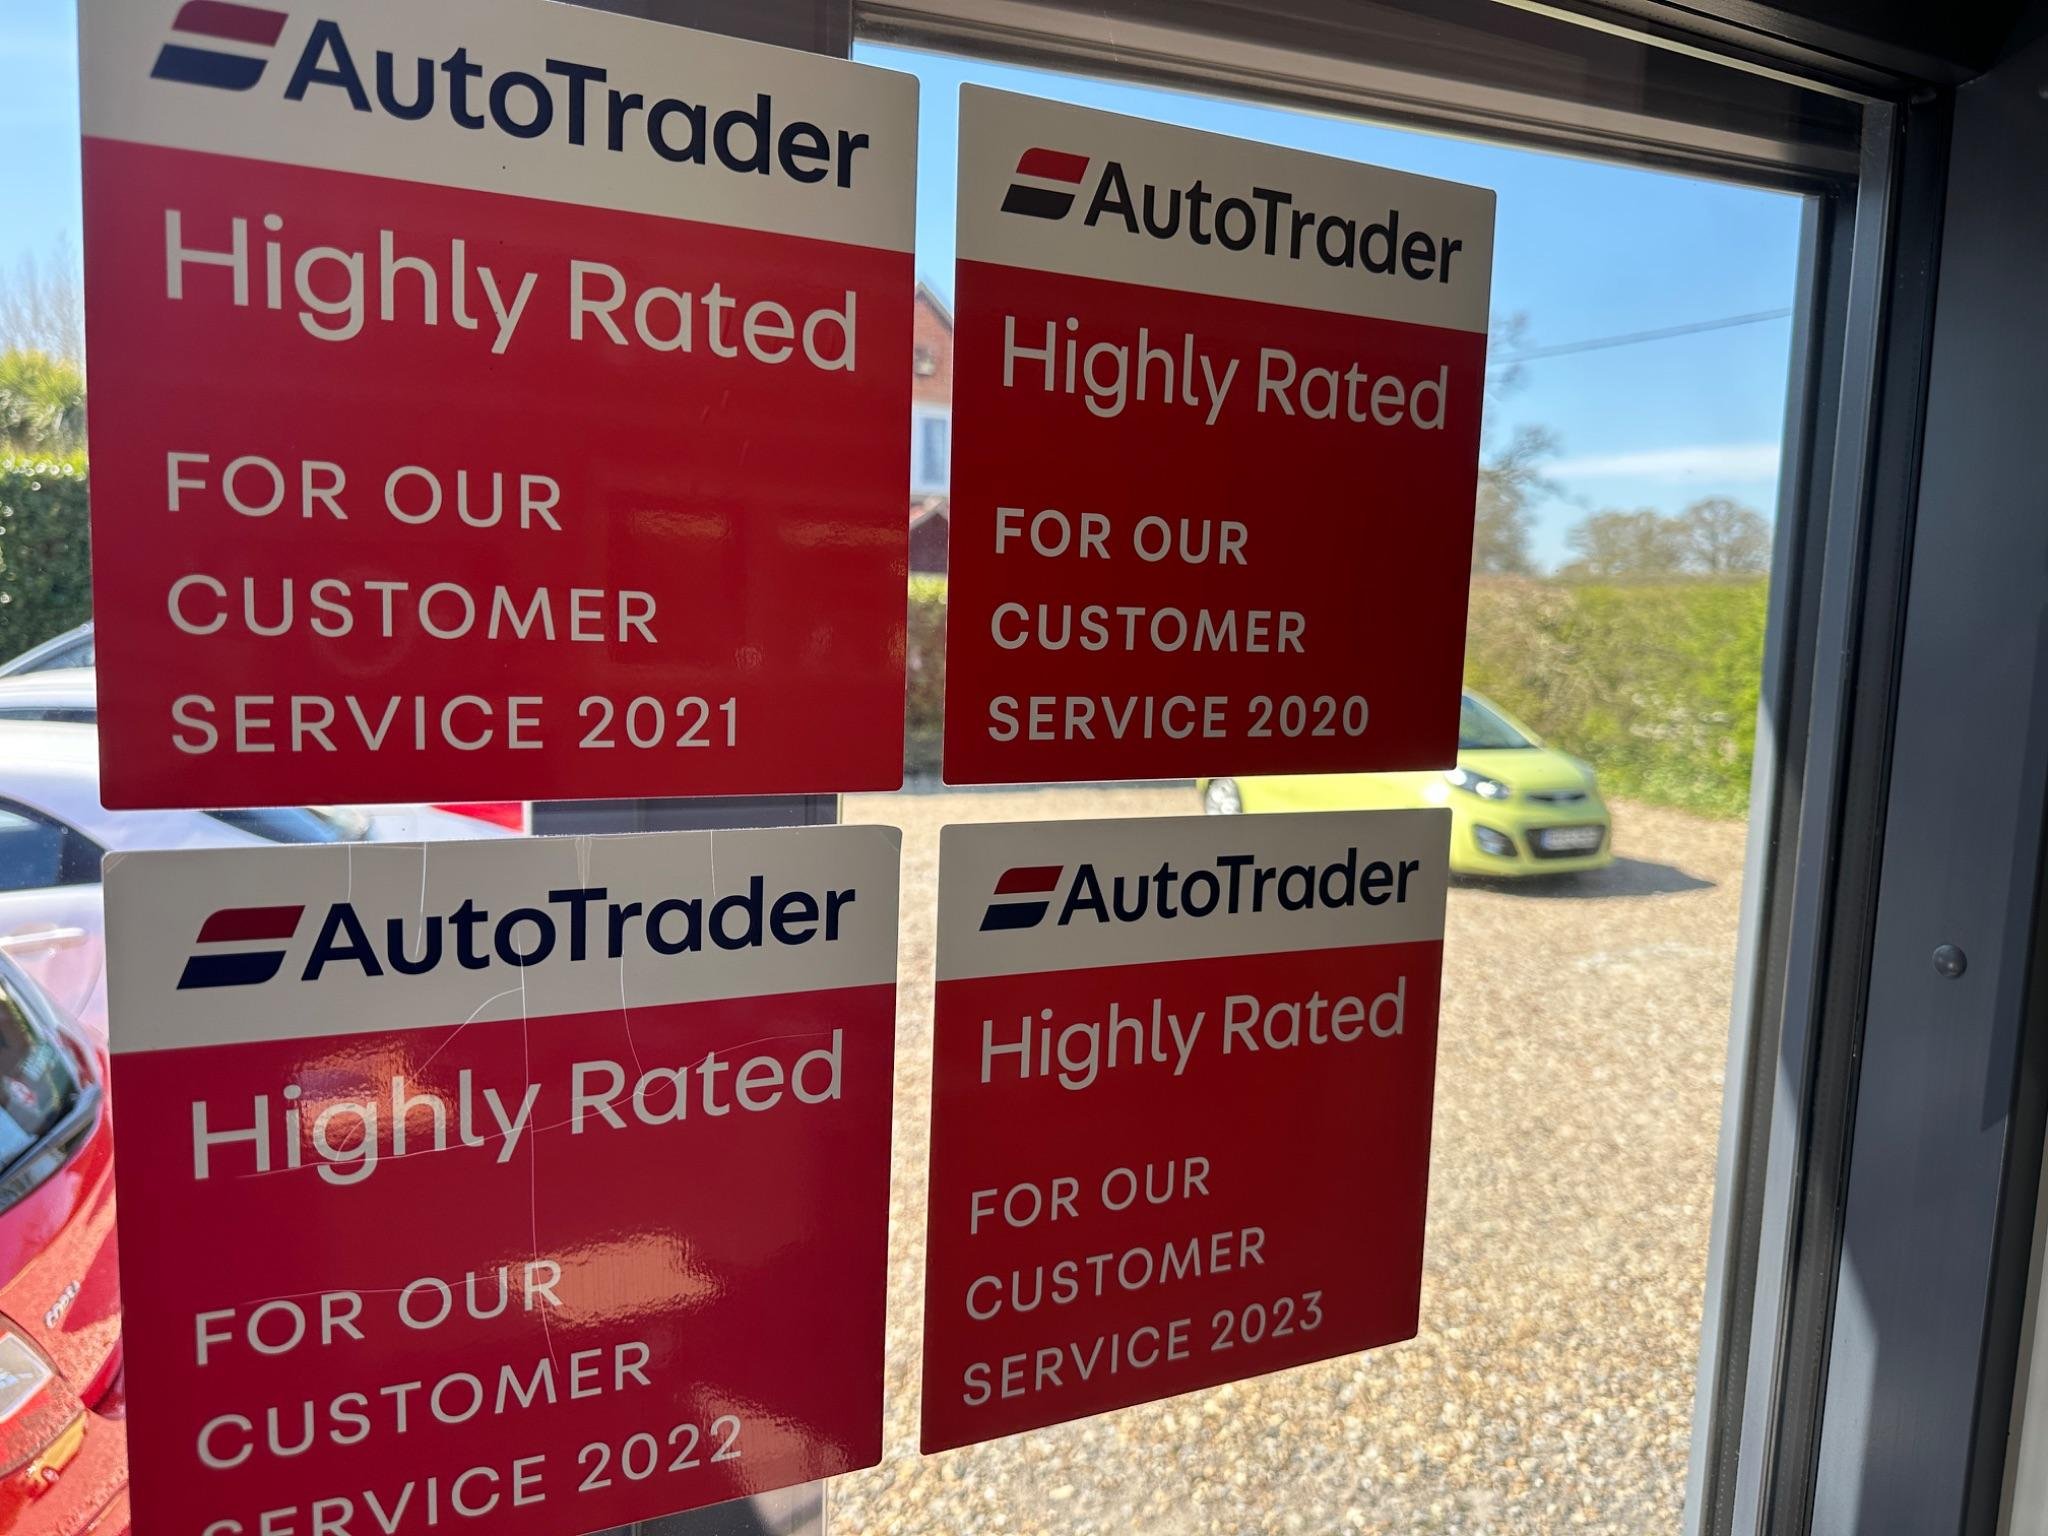 AutoTrader
Highly Rated
FOR OUR
CUSTOMER
SERVICE 2021
AutoTrader
Highly Rated
FOR OUR
CUSTOMER
SERVICE 2020
AutoTrader
Highly Rated
FOR OUR
CUSTOMER
SERVICE 2022
AutoTrader
Highly Rated
FOR OUR
CUSTOMER
SERVICE 2023